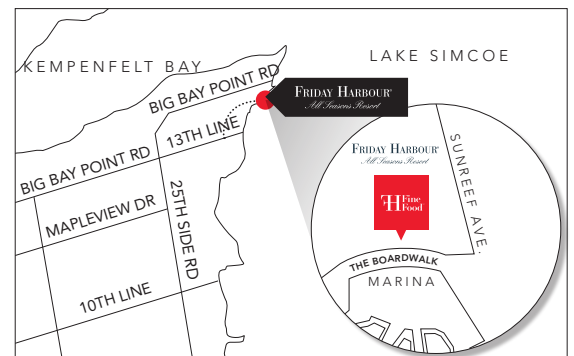 KEMPENFELT BAY
LAKE SIMCOE
BIG BAY POINT RD
FRIDAY HARBOUR
All Seasons Resort
13TH LINE
BIG BAY POINT RD
MAPLEVIEW DR
25TH SIDE RD
10TH LINE
SUNREEF AVE.
FRIDAY HARBOUR
All Seasons Resort
FH Fine
Food
THE BOARDWALK
MARINA